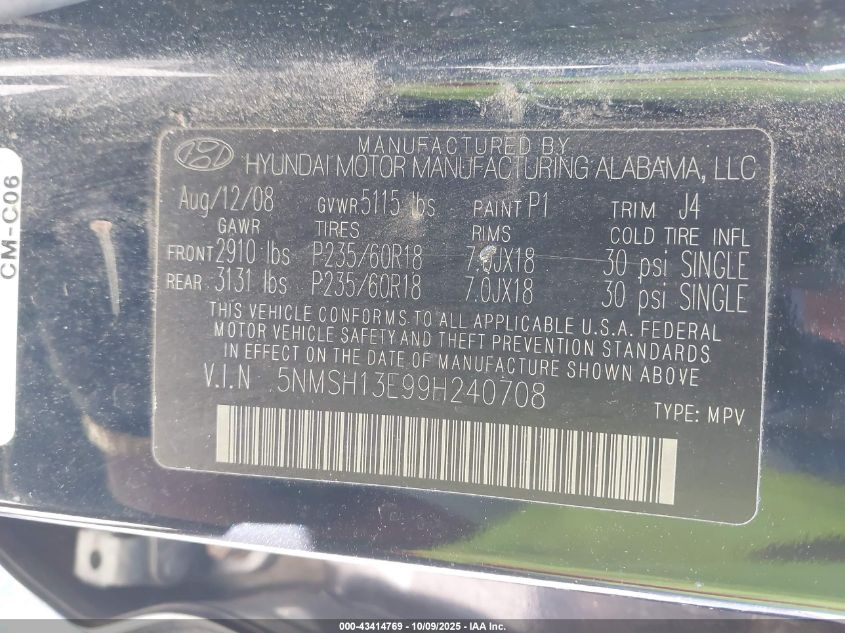 MANUFACTURED BY
HYUNDAI MOTOR MANUFACTURING ALABAMA, LLC
Aug/12/08 GVWR 5115 lbs PAINT P1 TRIM J4
GAWR TIRES RIMS COLD TIRE INFL
FRONT 2910 lbs P235/60R18 7.0JX18 30 psi SINGLE
REAR 3131 lbs P235/60R18 7.0JX18 30 psi SINGLE
THIS VEHICLE CONFORMS TO ALL APPLICABLE U.S.A. FEDERAL
MOTOR VEHICLE SAFETY AND THEFT PREVENTION STANDARDS
IN EFFECT ON THE DATE OF MANUFACTURE SHOWN ABOVE.
V.I.N 5NMSH13E99H240708
TYPE: MPV
CM-C06
000-43414769 - 10/09/2025 - IAA Inc.